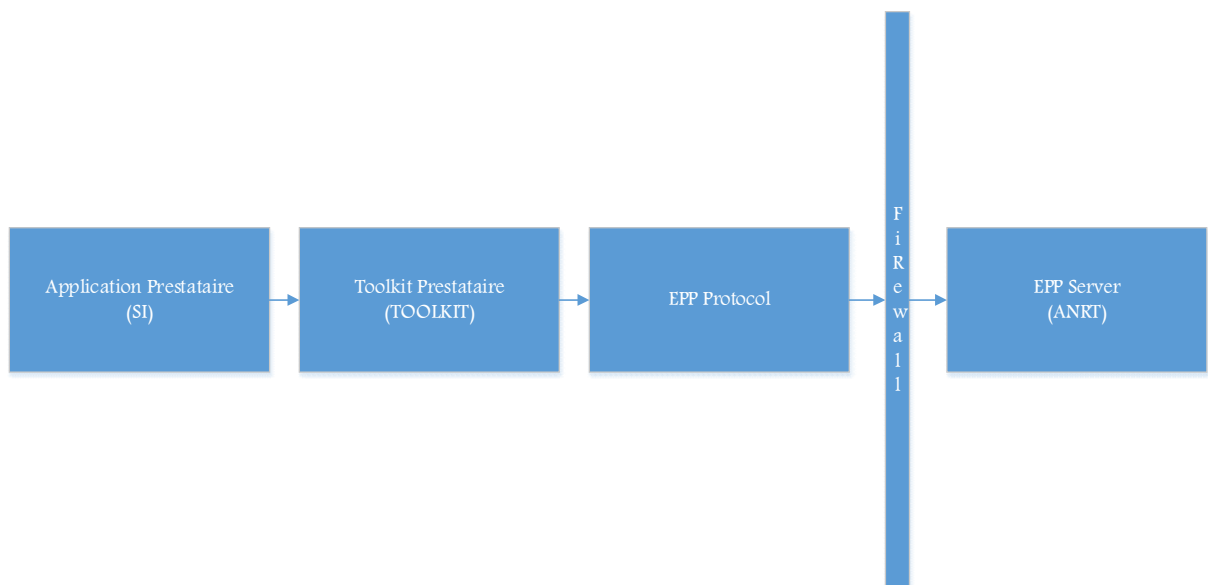 Application Prestataire
(SI)
Toolkit Prestataire
(TOOLKIT)
EPP Protocol
F
i
R
e
w
a
l
l
EPP Server
(ANRT)